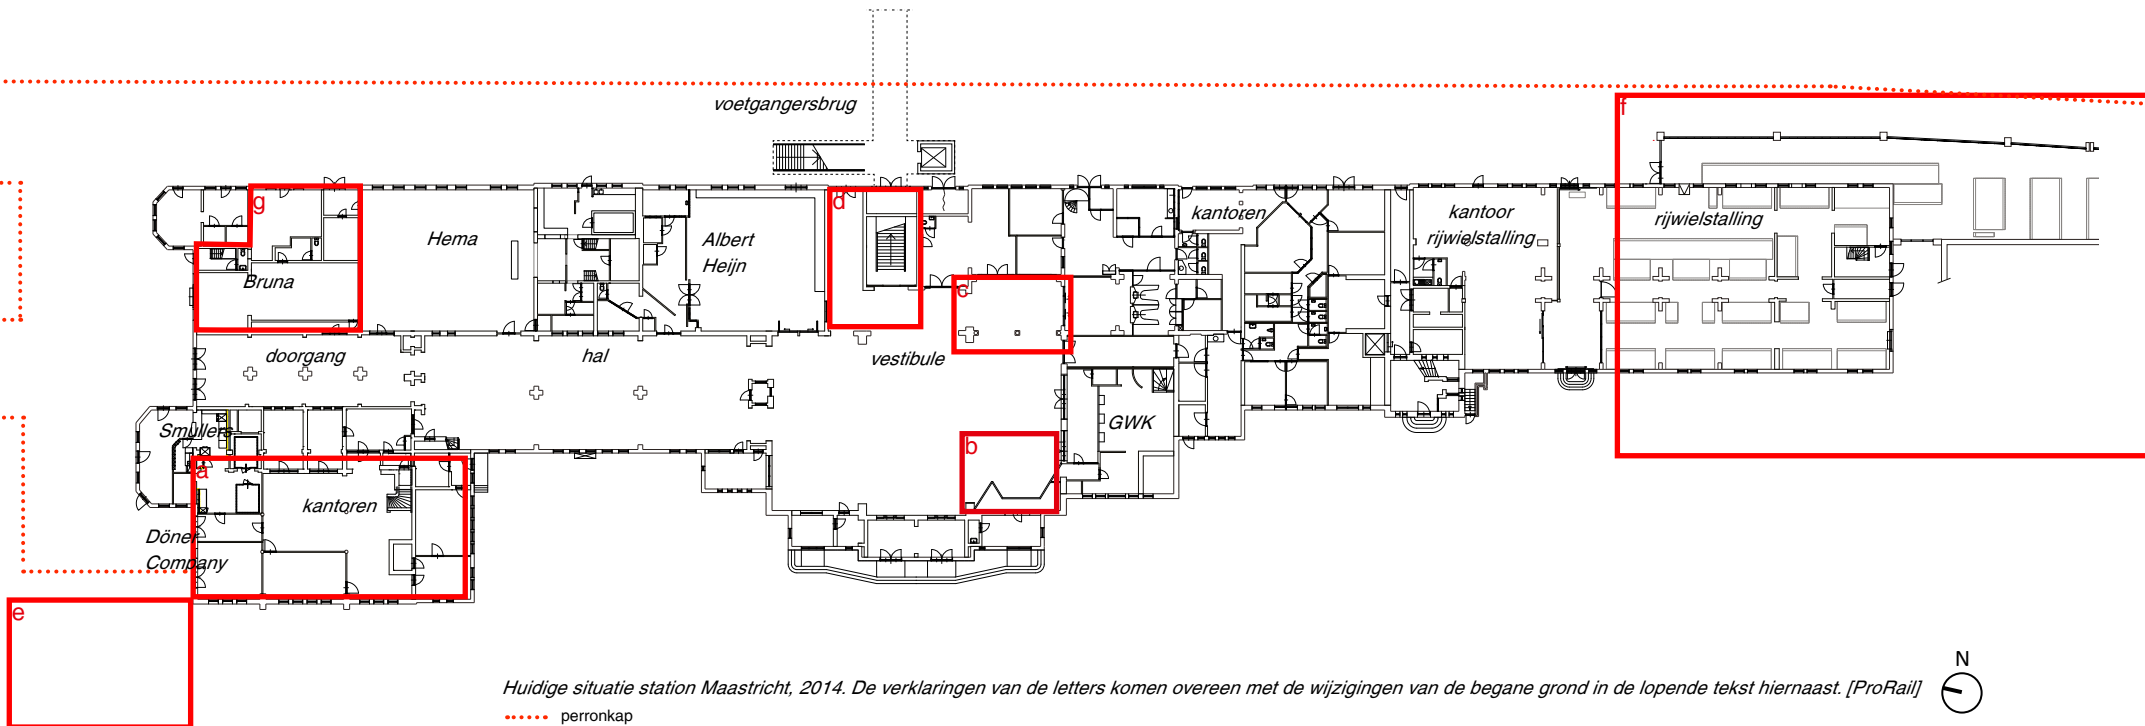 voetgangersbrug
f
g
d
Hema
Albert
Heijn
kantoren
kantoor
rijwielstalling
rijwielstalling
Bruna
c
doorgang
hal
vestibule
Smullers
GWK
b
a
kantoren
Döner
Company
e
N
Huidige situatie station Maastricht, 2014. De verklaringen van de letters komen overeen met de wijzigingen van de begane grond in de lopende tekst hiernaast. [ProRail]
perronkap